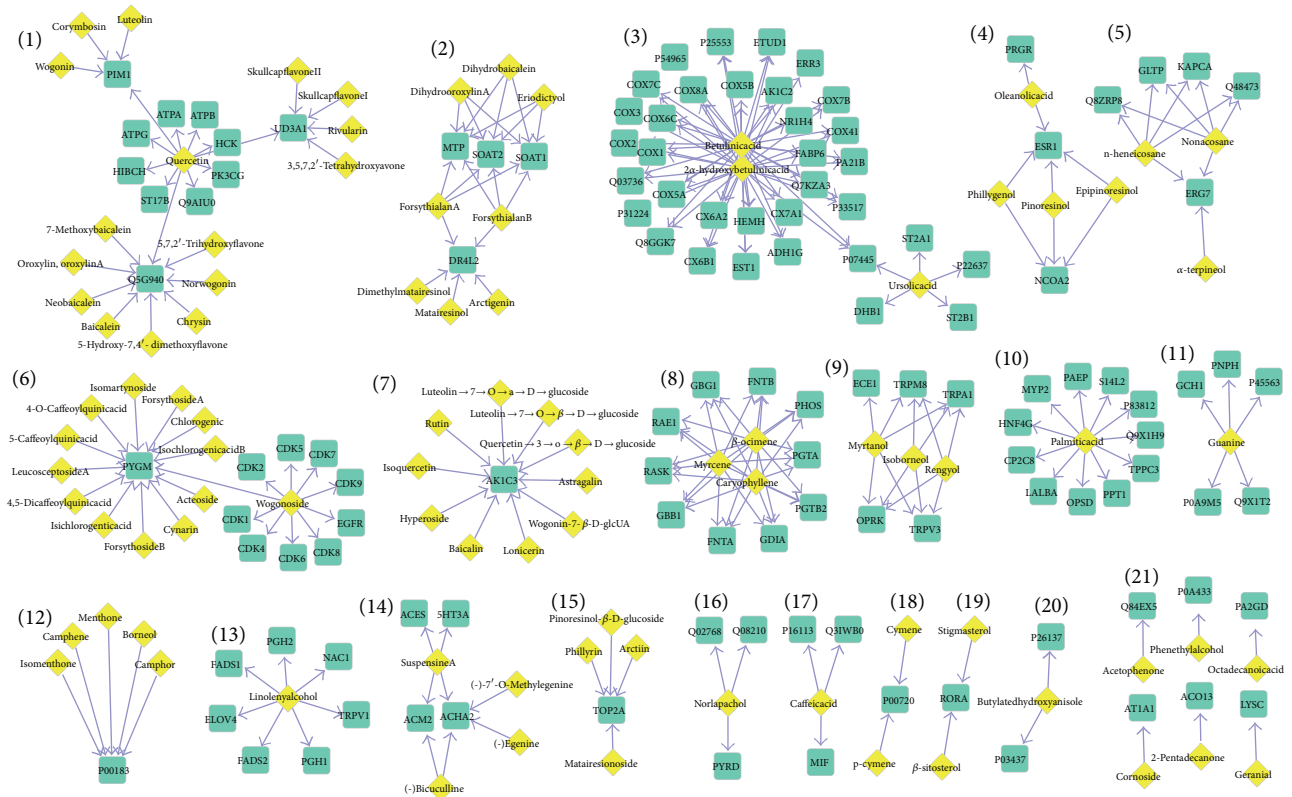 (1)
Corymbosin
Luteolin
Wogonin
PIM1
SkullcapflavoneII
SkullcapflavoneI
Rivularin
3,5,7,2′-Tetrahydroxyavone
UD3A1
ATPA
ATPB
ATPG
HCK
Quercetin
HIBCH
PK3CG
ST17B
Q9AIU0
7-Methoxybaicalein
5,7,2′-Trihydroxyflavone
Oroxylin, oroxylinA
Q5G940
Norwogonin
Neobaicalein
Baicalein
Chrysin
5-Hydroxy-7,4′- dimethoxyflavone
(2)
Dihydrobaicalein
DihydrooroxylinA
Eriodictyol
MTP
SOAT2
SOAT1
ForsythialanA
ForsythialanB
DR4L2
Dimethylmatairesinol
Arctigenin
Matairesinol
(3)
P25553
ETUD1
P54965
ERR3
COX7C
COX8A
COX5B
AK1C2
COX7B
COX3
COX6C
NR1H4
COX41
COX2
COX1
Betulinicacid
FABP6
PA21B
2α-hydroxybetulinicacid
Q03736
COX5A
Q7KZA3
P33517
P31224
CX6A2
HEMH
CX7A1
Q8GGK7
CX6B1
EST1
ADH1G
P07445
ST2A1
P22637
Ursolicacid
DHB1
ST2B1
(4)
PRGR
Oleanolicacid
ESR1
Phillygenol
Epipinoresinol
Pinoresinol
NCOA2
(5)
GLTP
KAPCA
Q8ZRP8
Q48473
n-heneicosane
Nonacosane
ERG7
α-terpineol
(6)
Isomartynoside
ForsythosideA
4-O-Caffeoylquinicacid
Chlorogenic
5-Caffeoylquinicacid
IsochlorogenicacidB
LeucosceptosideA
PYGM
4,5-Dicaffeoylquinicacid
Acteoside
Isichlorogenticacid
Cynarin
ForsythosideB
CDK5
CDK2
CDK7
CDK9
Wogonoside
CDK1
EGFR
CDK4
CDK6
CDK8
(7)
Luteolin→7→O→a→D→glucoside
Luteolin→7→O→β→D→glucoside
Rutin
Quercetin→3→o→β→D→glucoside
Isoquercetin
AK1C3
Astragalin
Hyperoside
Wogonin-7- β-D-glcUA
Baicalin
Lonicerin
(8)
GBG1
FNTB
PHOS
RAE1
β-ocimene
RASK
Myrcene
PGTA
Caryophyllene
GBB1
PGTB2
FNTA
GDIA
(9)
ECE1
TRPM8
TRPA1
Myrtanol
Isoborneol
Rengyol
OPRK
TRPV3
(10)
MYP2
PAEP
S14L2
P83812
HNF4G
Palmiticacid
Q9X1H9
CP2C8
TPPC3
LALBA
OPSD
PPT1
(11)
GCH1
PNPH
P45563
Guanine
P0A9M5
Q9X1T2
(12)
Menthone
Camphene
Borneol
Isomenthone
Camphor
P00183
(13)
PGH2
FADS1
NAC1
Linolenyalcohol
ELOV4
TRPV1
FADS2
PGH1
(14)
ACES
5HT3A
SuspensineA
(-)-7′-O-Methylegenine
ACM2
ACHA2
(-)Egenine
(-)Bicuculline
(15)
Pinoresinol-β-D-glucoside
Phillyrin
Arctiin
TOP2A
Matairesionoside
(16)
Q02768
Q08210
Norlapachol
PYRD
(17)
P16113
Q3IWB0
Caffeicacid
MIF
(18)
Cymene
P00720
p-cymene
(19)
Stigmasterol
RORA
β-sitosterol
(20)
P26137
Butylatedhydroxyanisole
P03437
(21)
Q84EX5
P0A433
PA2GD
Acetophenone
Phenethylalcohol
Octadecanoicacid
AT1A1
ACO13
LYSC
Cornoside
2-Pentadecanone
Geranial